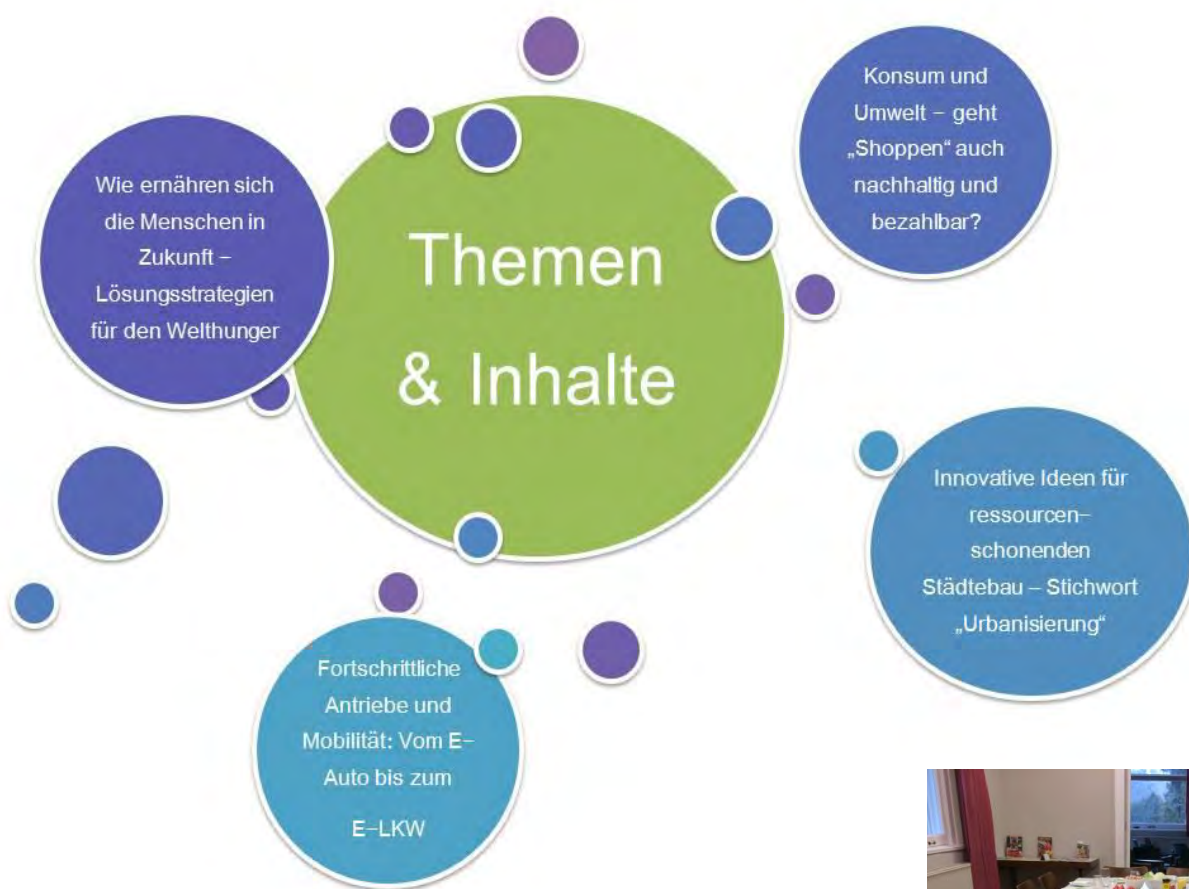 Themen
& Inhalte
Wie ernähren sich
die Menschen in
Zukunft –
Lösungsstrategien
für den Welthunger
Konsum und
Umwelt – geht
„Shoppen“ auch
nachhaltig und
bezahlbar?
Innovative Ideen für
ressourcen–
schonenden
Städtebau – Stichwort
„Urbanisierung“
Fortschrittliche
Antriebe und
Mobilität: Vom E–
Auto bis zum
E–LKW